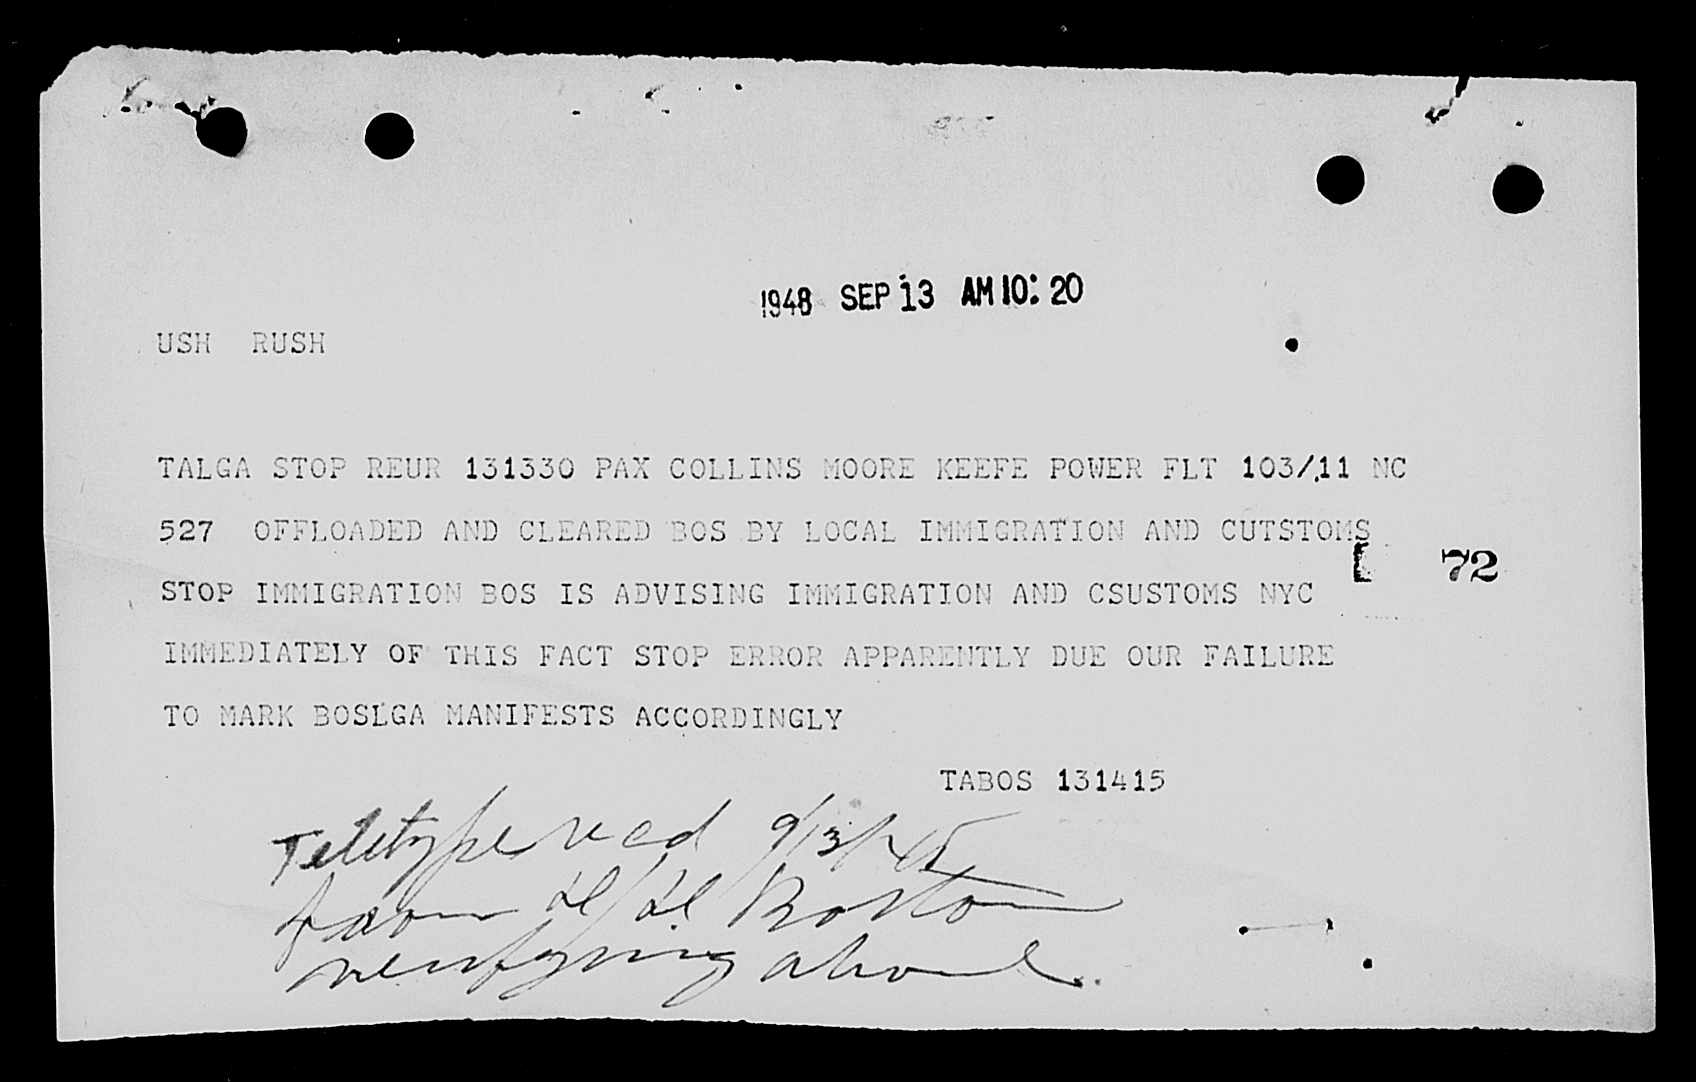 1948 SEP 13 AM 10:20
USH RUSH
TALGA STOP REUR 131330 PAX COLLINS MOORE KEEFE POWER FLT 103/.11 NC
527 OFFLOADED AND CLEARED BOS BY LOCAL IMMIGRATION AND CUTSTOMS
72
STOP IMMIGRATION BOS IS ADVISING IMMIGRATION AND CSUSTOMS NYC
IMMEDIATELY OF THIS FACT STOP ERROR APPARENTLY DUE OUR FAILURE
TO MARK BOSLGA MANIFESTS ACCORDINGLY
TABOS 131415
Teletype recd 9/13/48
from Boston
verifying above.